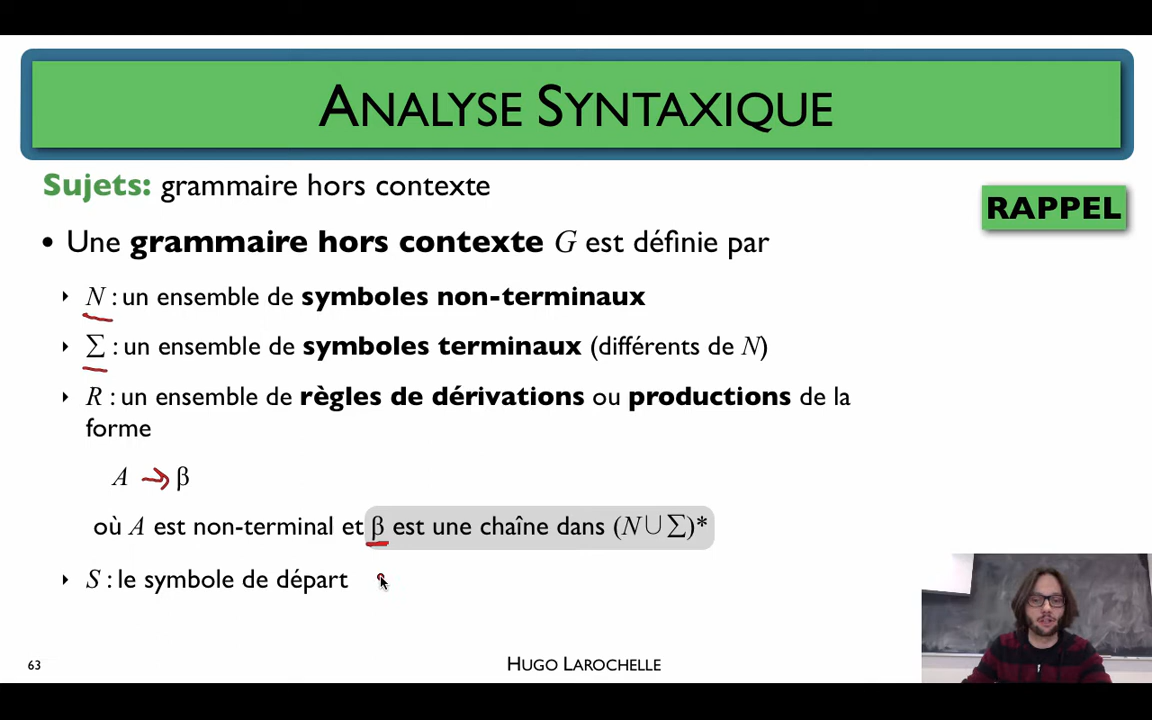 ANALYSE SYNTAXIQUE
Sujets: grammaire hors contexte
RAPPEL
• Une grammaire hors contexte G est définie par
‣ N : un ensemble de symboles non-terminaux
‣ Σ : un ensemble de symboles terminaux (différents de N)
‣ R : un ensemble de règles de dérivations ou productions de la
forme
A → β
où A est non-terminal et β est une chaîne dans (N∪Σ)*
‣ S : le symbole de départ
63
HUGO LAROCHELLE